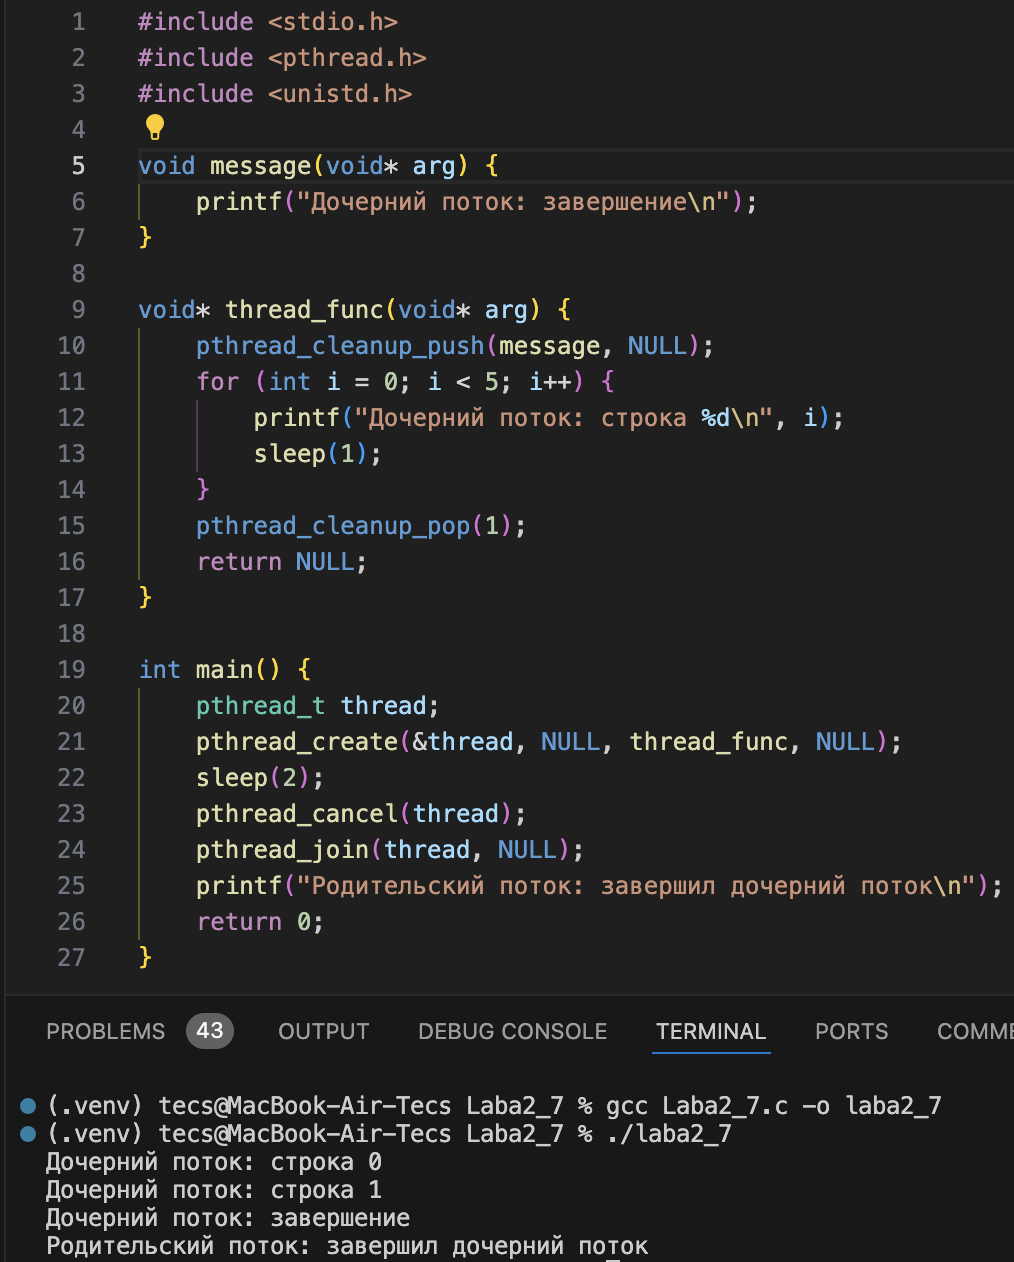 1 #include <stdio.h>
2 #include <pthread.h>
3 #include <unistd.h>
4
5 void message(void* arg) {
6     printf("Дочерний поток: завершение\n");
7 }
8
9 void* thread_func(void* arg) {
10     pthread_cleanup_push(message, NULL);
11     for (int i = 0; i < 5; i++) {
12         printf("Дочерний поток: строка %d\n", i);
13         sleep(1);
14     }
15     pthread_cleanup_pop(1);
16     return NULL;
17 }
18
19 int main() {
20     pthread_t thread;
21     pthread_create(&thread, NULL, thread_func, NULL);
22     sleep(2);
23     pthread_cancel(thread);
24     pthread_join(thread, NULL);
25     printf("Родительский поток: завершил дочерний поток\n");
26     return 0;
27 }
PROBLEMS 43 OUTPUT DEBUG CONSOLE TERMINAL PORTS COMME
(.venv) tecs@MacBook-Air-Tecs Laba2_7 % gcc Laba2_7.c -o laba2_7
(.venv) tecs@MacBook-Air-Tecs Laba2_7 % ./laba2_7
Дочерний поток: строка 0
Дочерний поток: строка 1
Дочерний поток: завершение
Родительский поток: завершил дочерний поток